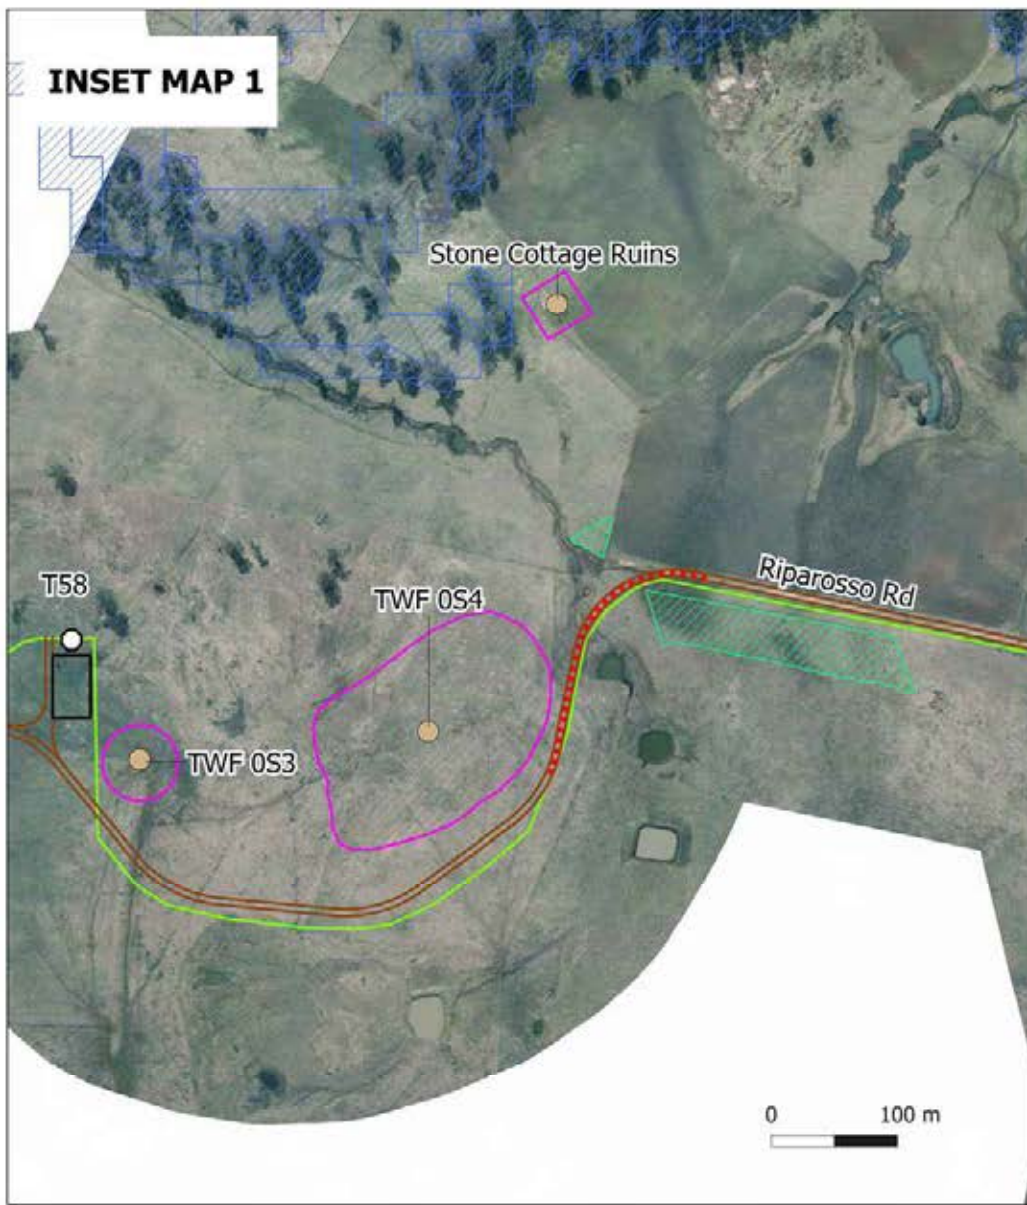 INSET MAP 1
Stone Cottage Ruins
Riparosso Rd
T58
TWF 0S4
TWF 0S3
0 100 m